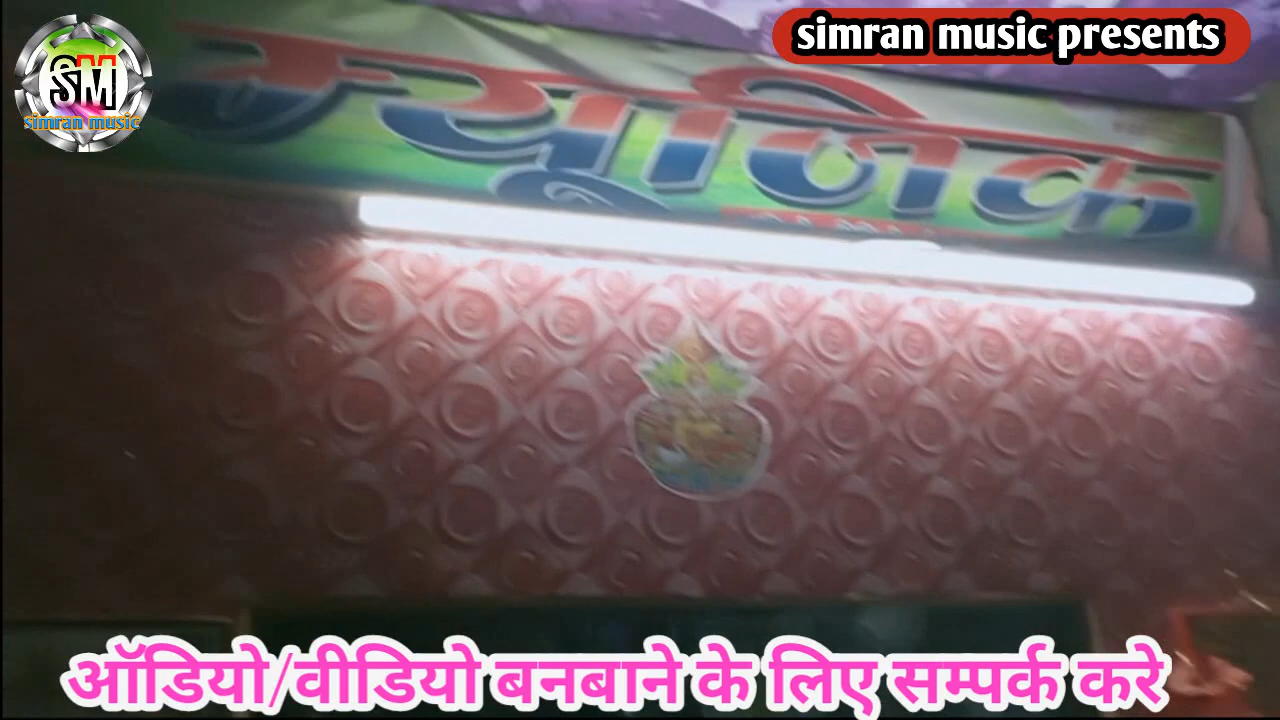 simran music presents
SM
simran music
म्यूजिक
ऑडियो/वीडियो बनबाने के लिए सम्पर्क करे